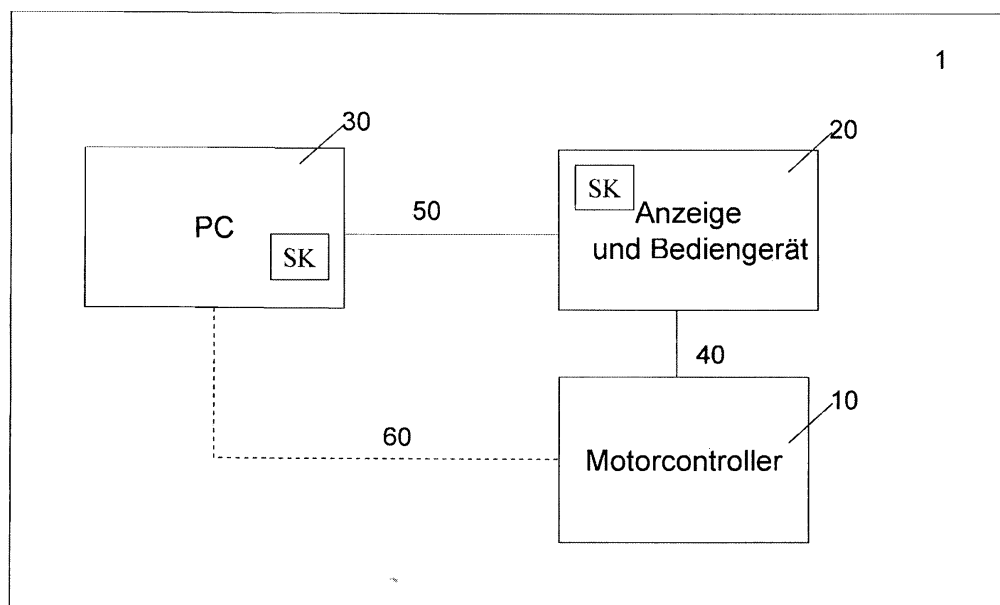 1
30
20
PC
SK
50
SK
Anzeige
und Bediengerät
40
10
60
Motorcontroller